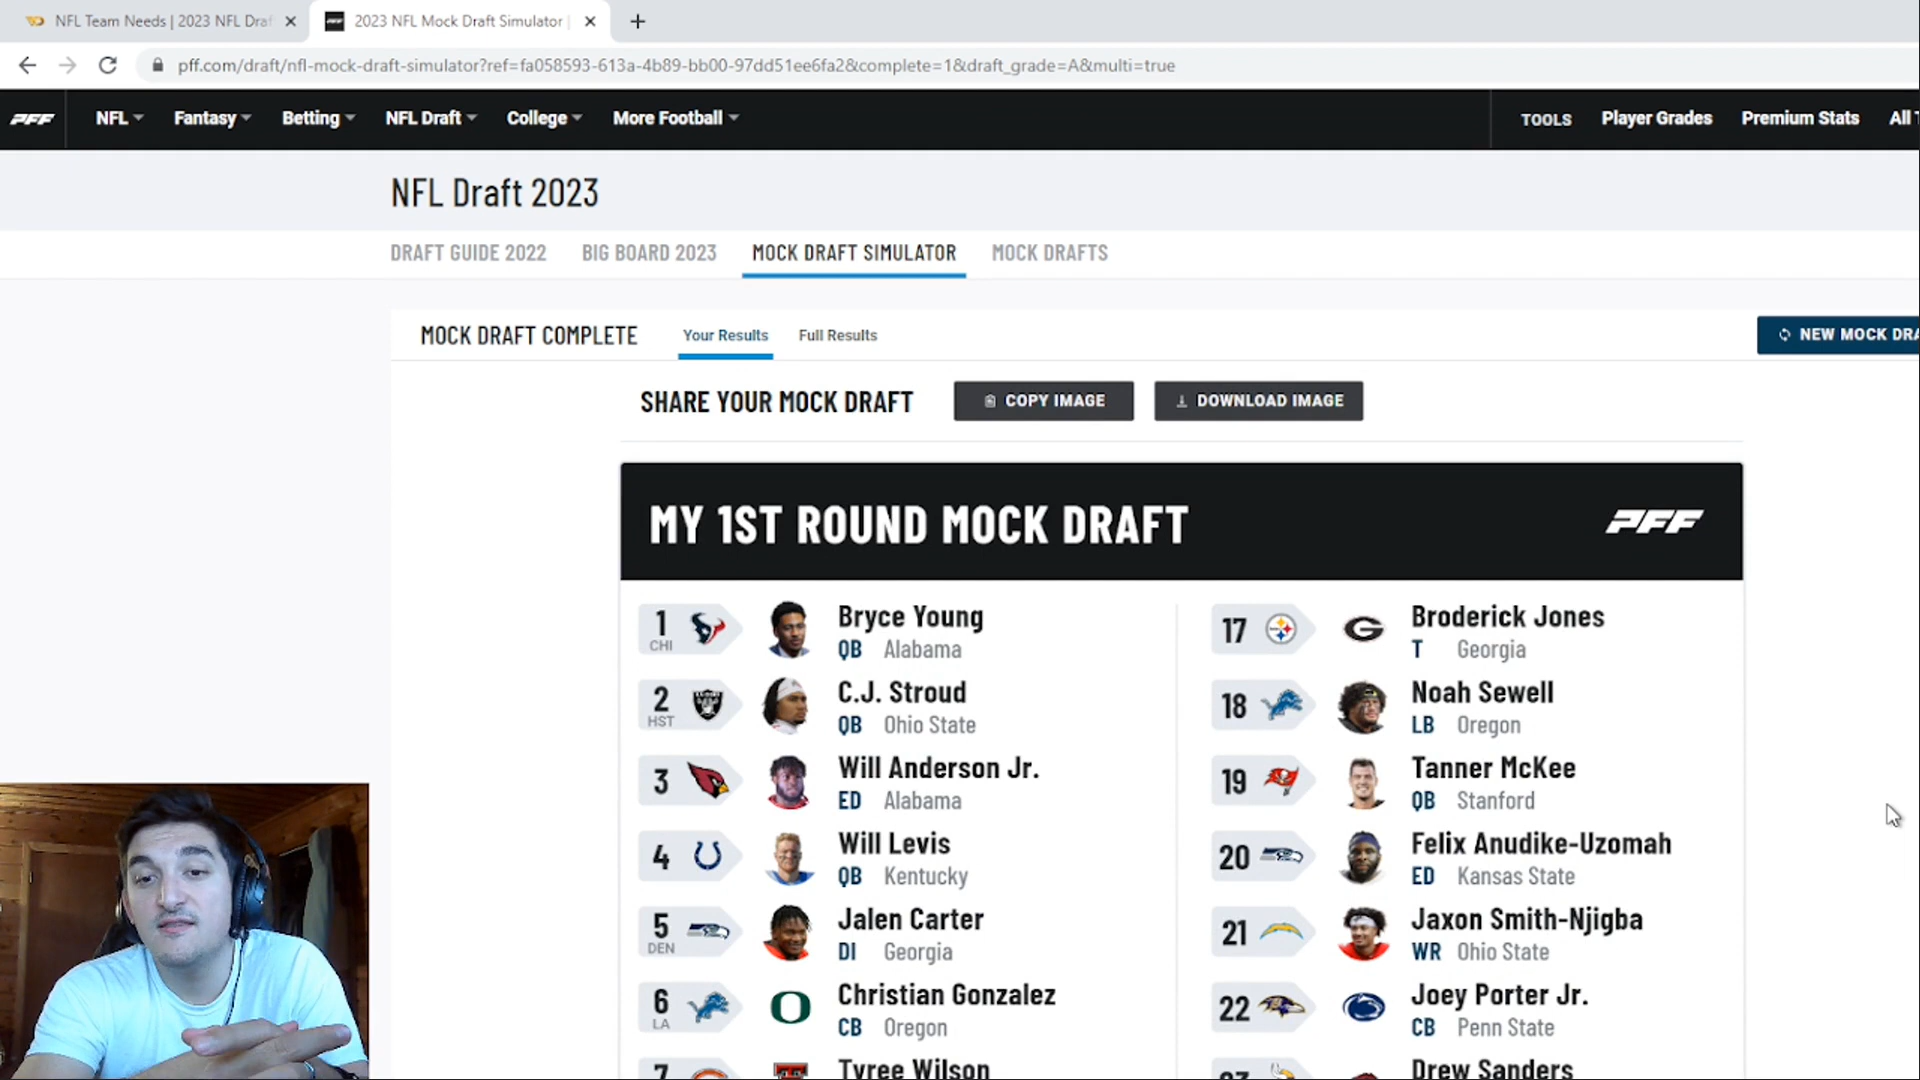 NFL Team Needs | 2023 NFL Draf
2023 NFL Mock Draft Simulator |
pff.com/draft/nfl-mock-draft-simulator?ref=fa058593-613a-4b89-bb00-97dd51ee6fa2&complete=1&draft_grade=A&multi=true
PFF NFL Fantasy Betting NFL Draft College More Football TOOLS Player Grades Premium Stats All T
NFL Draft 2023
DRAFT GUIDE 2022 BIG BOARD 2023 MOCK DRAFT SIMULATOR MOCK DRAFTS
MOCK DRAFT COMPLETE Your Results Full Results NEW MOCK DRA
SHARE YOUR MOCK DRAFT COPY IMAGE DOWNLOAD IMAGE
MY 1ST ROUND MOCK DRAFT PFF
1 CHI Bryce Young
QB Alabama
2 HST C.J. Stroud
QB Ohio State
3 Will Anderson Jr.
ED Alabama
4 Will Levis
QB Kentucky
5 DEN Jalen Carter
DI Georgia
6 LA Christian Gonzalez
CB Oregon
7 Tyree Wilson
17 Broderick Jones
T Georgia
18 Noah Sewell
LB Oregon
19 Tanner McKee
QB Stanford
20 Felix Anudike-Uzomah
ED Kansas State
21 Jaxon Smith-Njigba
WR Ohio State
22 Joey Porter Jr.
CB Penn State
23 Drew Sanders